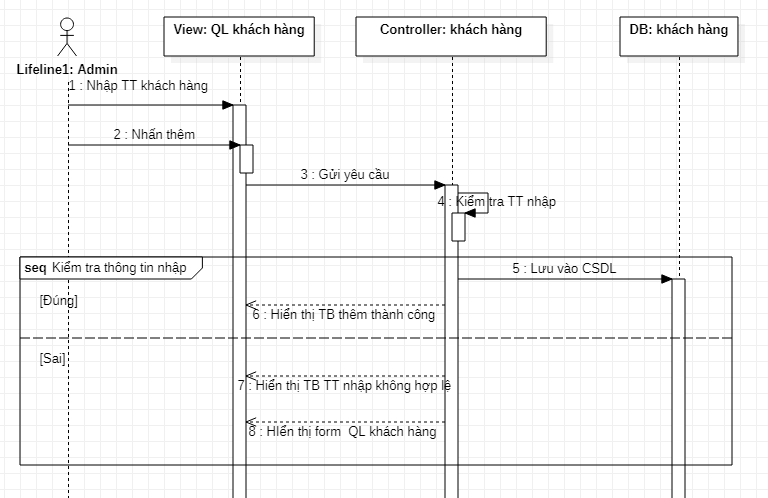 View: QL khách hàng
Controller: khách hàng
DB: khách hàng
Lifeline1: Admin
1 : Nhập TT khách hàng
2 : Nhấn thêm
3 : Gửi yêu cầu
4 : Kiểm tra TT nhập
seq Kiểm tra thông tin nhập
5 : Lưu vào CSDL
[Đúng]
6 : Hiển thị TB thêm thành công
[Sai]
7 : Hiển thị TB TT nhập không hợp lệ
8 : HIển thị form QL khách hàng